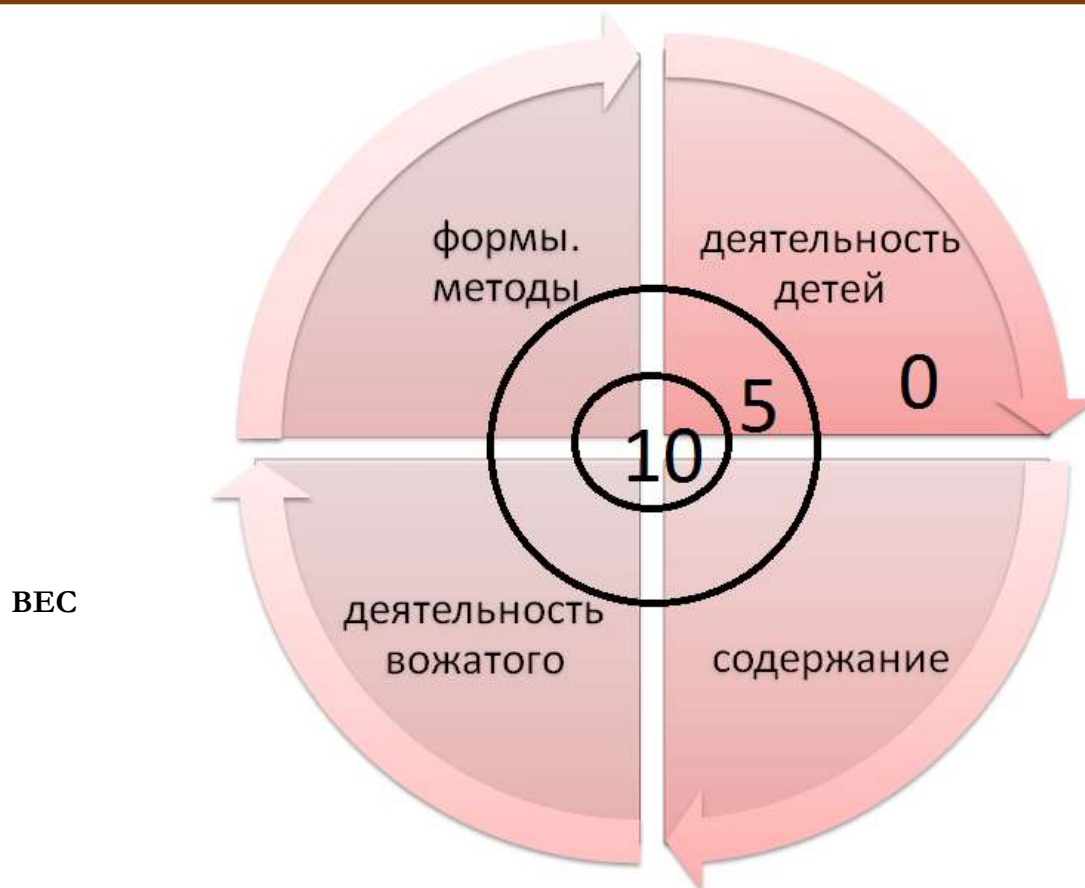 формы.
методы
деятельность
детей
5
0
10
ВЕС
деятельность
вожатого
содержание